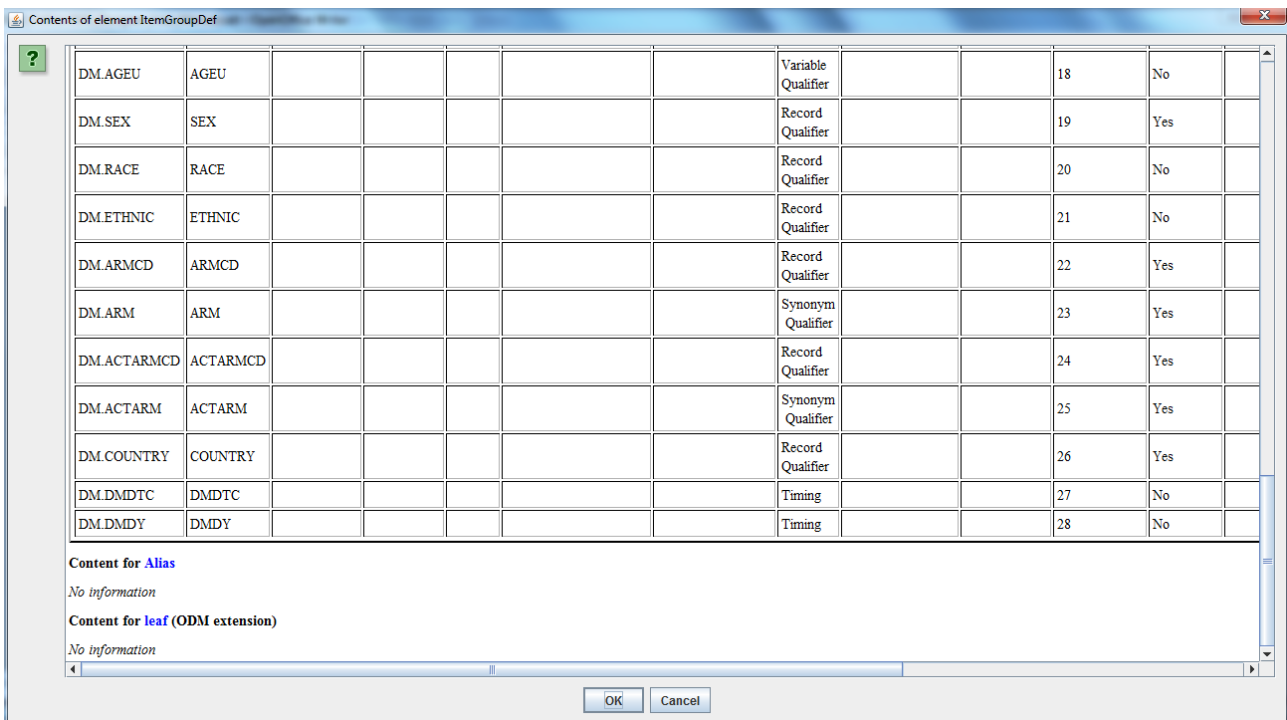 Contents of element ItemGroupDef
?
DM.AGEU AGEU Variable Qualifier 18 No
DM.SEX SEX Record Qualifier 19 Yes
DM.RACE RACE Record Qualifier 20 No
DM.ETHNIC ETHNIC Record Qualifier 21 No
DM.ARMCD ARMCD Record Qualifier 22 Yes
DM.ARM ARM Synonym Qualifier 23 Yes
DM.ACTARMCD ACTARMCD Record Qualifier 24 Yes
DM.ACTARM ACTARM Synonym Qualifier 25 Yes
DM.COUNTRY COUNTRY Record Qualifier 26 Yes
DM.DMDTC DMDTC Timing 27 No
DM.DMDY DMDY Timing 28 No
Content for Alias
No information
Content for leaf (ODM extension)
No information
OK Cancel